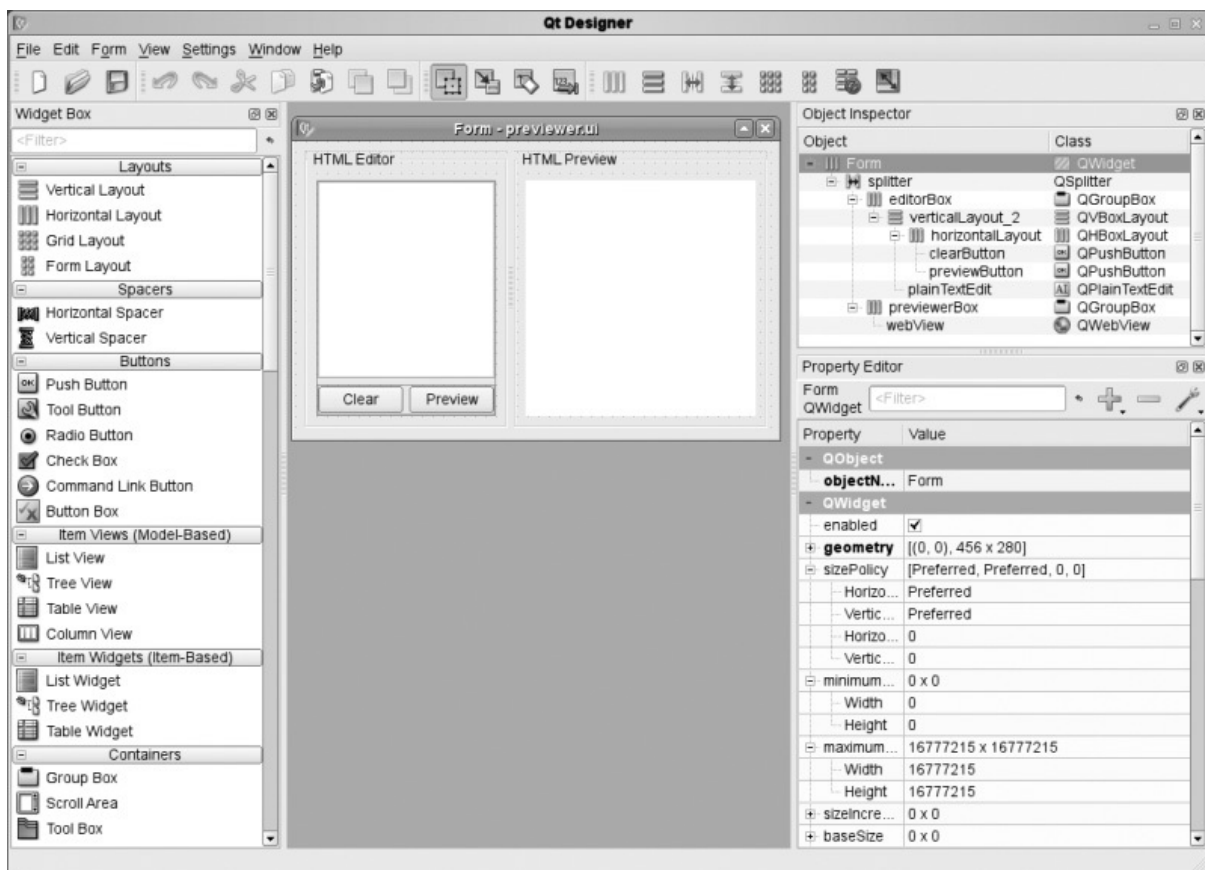 Qt Designer
File Edit Form View Settings Window Help
Widget Box
<Filter>
Layouts
Vertical Layout
Horizontal Layout
Grid Layout
Form Layout
Spacers
Horizontal Spacer
Vertical Spacer
Buttons
OK Push Button
Tool Button
Radio Button
Check Box
Command Link Button
Button Box
Item Views (Model-Based)
List View
Tree View
Table View
Column View
Item Widgets (Item-Based)
List Widget
Tree Widget
Table Widget
Containers
Group Box
Scroll Area
Tool Box
Form - previewer.ui
HTML Editor
HTML Preview
Clear
Preview
Object Inspector
Object Class
Form QWidget
splitter QSplitter
editorBox QGroupBox
verticalLayout_2 QVBoxLayout
horizontalLayout QHBoxLayout
clearButton QPushButton
previewButton QPushButton
plainTextEdit AI QPlainTextEdit
previewerBox QGroupBox
webView QWebView
Property Editor
Form
QWidget
<Filter>
Property Value
QObject
objectN... Form
QWidget
enabled
geometry [(0, 0), 456 x 280]
sizePolicy [Preferred, Preferred, 0, 0]
Horizo... Preferred
Vertic... Preferred
Horizo... 0
Vertic... 0
minimum... 0 x 0
Width 0
Height 0
maximum... 16777215 x 16777215
Width 16777215
Height 16777215
sizeIncre... 0 x 0
baseSize 0 x 0